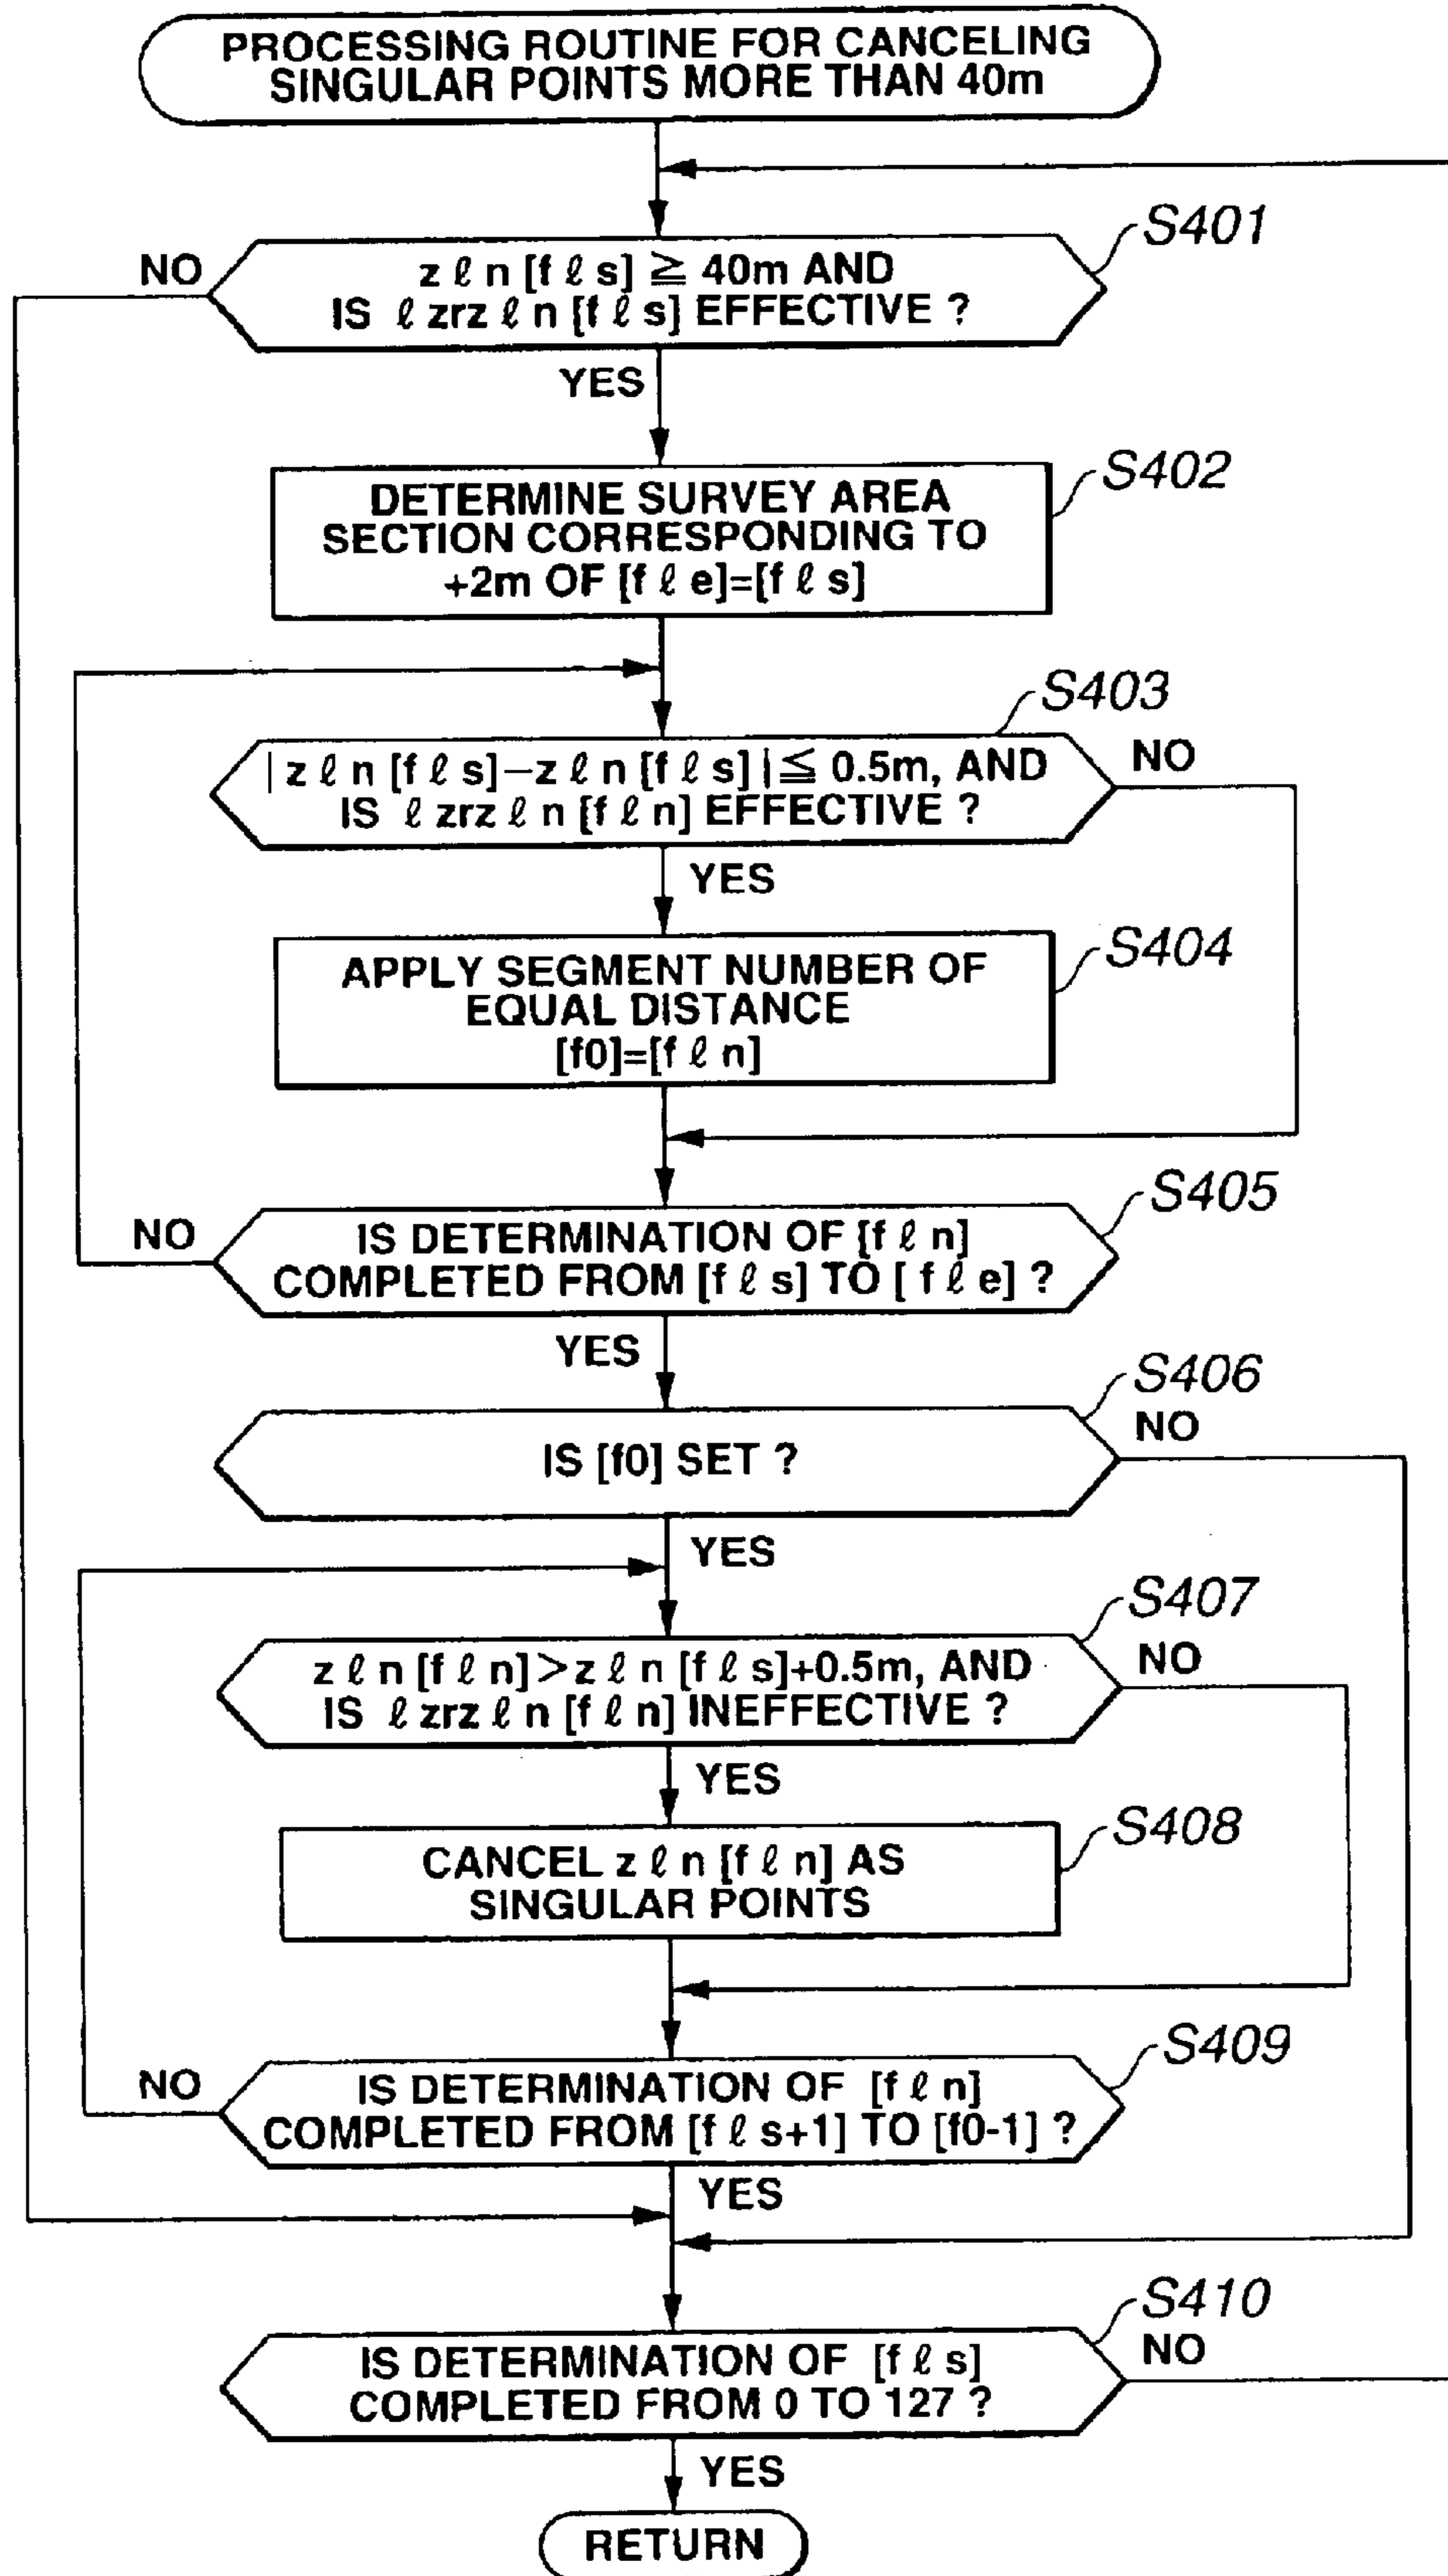 PROCESSING ROUTINE FOR CANCELING
SINGULAR POINTS MORE THAN 40m
S401
NO
z ℓ n [f ℓ s] ≧ 40m AND
IS ℓ zrz ℓ n [f ℓ s] EFFECTIVE ?
YES
S402
DETERMINE SURVEY AREA
SECTION CORRESPONDING TO
+2m OF [f ℓ e]=[f ℓ s]
S403
| z ℓ n [f ℓ s]−z ℓ n [f ℓ s] |≦ 0.5m, AND
IS ℓ zrz ℓ n [f ℓ n] EFFECTIVE ?
NO
YES
S404
APPLY SEGMENT NUMBER OF
EQUAL DISTANCE
[f0]=[f ℓ n]
S405
NO
IS DETERMINATION OF [f ℓ n]
COMPLETED FROM [f ℓ s] TO [ f ℓ e] ?
YES
S406
NO
IS [f0] SET ?
YES
S407
z ℓ n [f ℓ n]>z ℓ n [f ℓ s]+0.5m, AND
IS ℓ zrz ℓ n [f ℓ n] INEFFECTIVE ?
NO
YES
S408
CANCEL z ℓ n [f ℓ n] AS
SINGULAR POINTS
S409
NO
IS DETERMINATION OF [f ℓ n]
COMPLETED FROM [f ℓ s+1] TO [f0-1] ?
YES
S410
NO
IS DETERMINATION OF [f ℓ s]
COMPLETED FROM 0 TO 127 ?
YES
RETURN